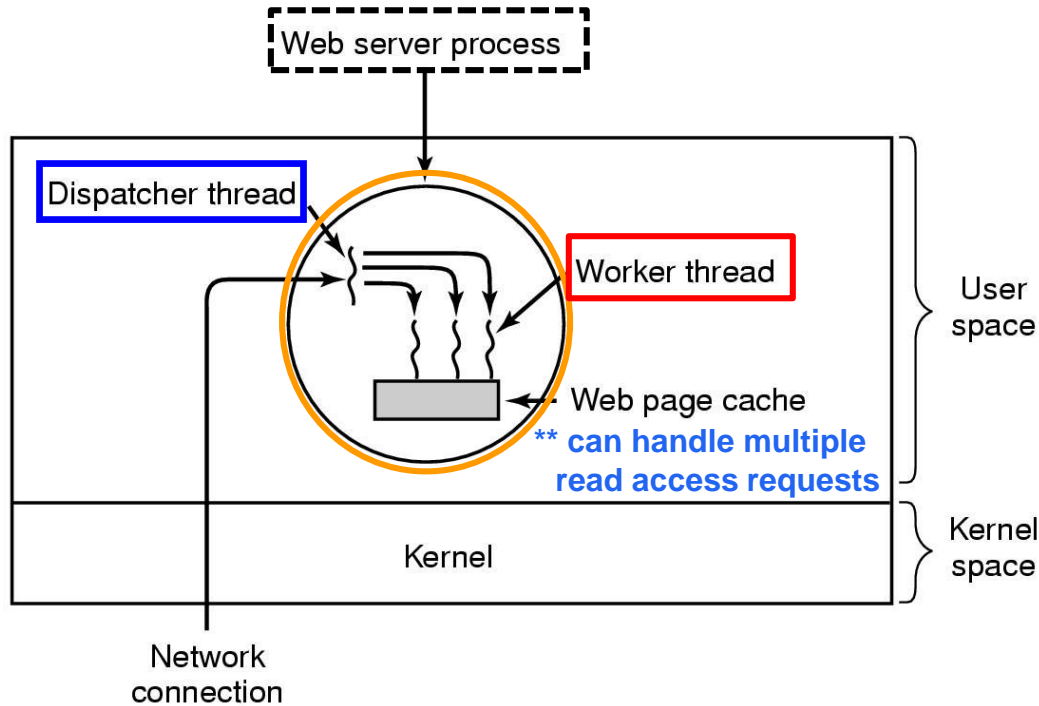 Web server process
Dispatcher thread
Worker thread
User
space
Web page cache
** can handle multiple
read access requests
Kernel
Kernel
space
Network
connection